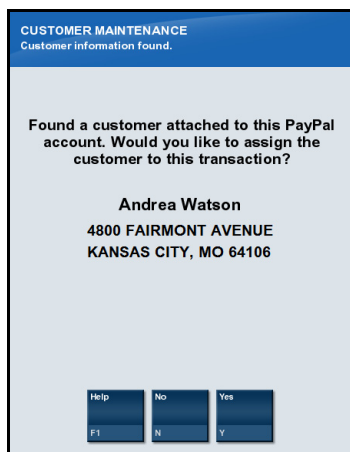 CUSTOMER MAINTENANCE
Customer information found.
Found a customer attached to this PayPal
account. Would you like to assign the
customer to this transaction?
Andrea Watson
4800 FAIRMONT AVENUE
KANSAS CITY, MO 64106
Help No Yes
F1 N Y